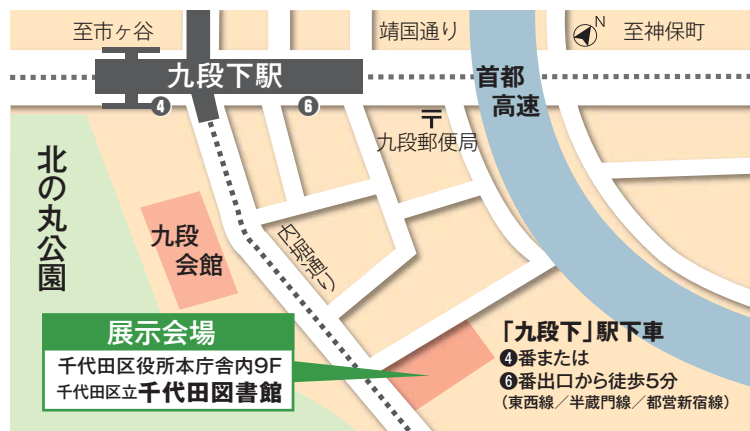 至市ヶ谷
靖国通り
N
至神保町
九段下駅
首都
高速
4
6
〒
九段郵便局
北の丸公園
九段
会館
内堀通り
展示会場
千代田区役所本庁舎内9F
千代田区立千代田図書館
「九段下」駅下車
❹番または
❻番出口から徒歩5分
(東西線／半蔵門線／都営新宿線)